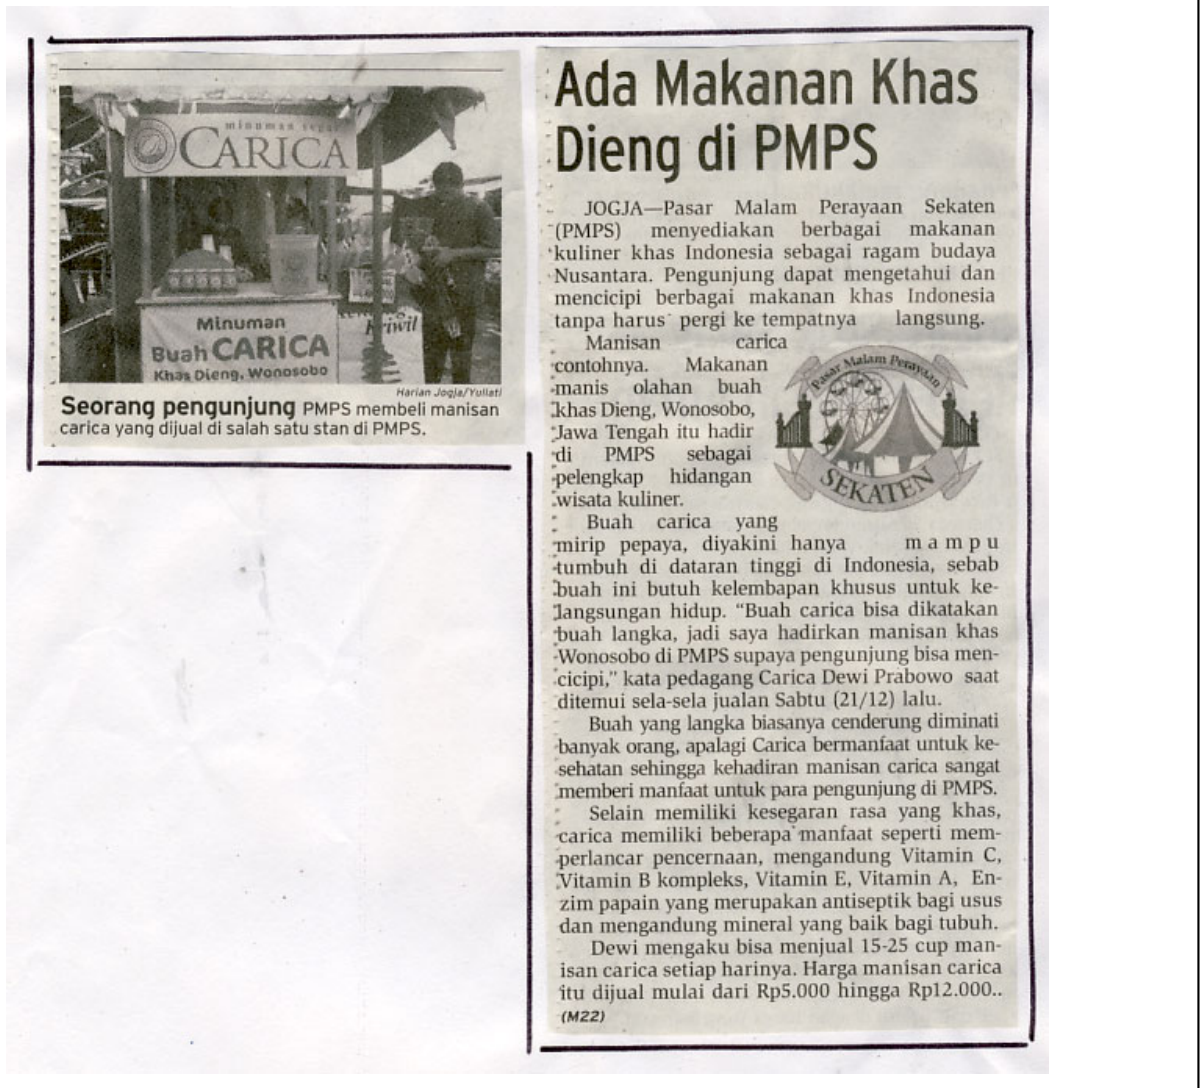 minuman segar
CARICA
Minuman
Buah CARICA
Khas Dieng, Wonosobo
Kriwil
Harian Jogja/Yuliati
Seorang pengunjung PMPS membeli manisan
carica yang dijual di salah satu stan di PMPS.
Ada Makanan Khas
Dieng di PMPS
JOGJA—Pasar Malam Perayaan Sekaten
(PMPS) menyediakan berbagai makanan
kuliner khas Indonesia sebagai ragam budaya
Nusantara. Pengunjung dapat mengetahui dan
mencicipi berbagai makanan khas Indonesia
tanpa harus pergi ke tempatnya langsung.
Manisan carica
contohnya. Makanan
manis olahan buah
khas Dieng, Wonosobo,
Jawa Tengah itu hadir
di PMPS sebagai
pelengkap hidangan
wisata kuliner.
Pasar Malam Perayaan
SEKATEN
Buah carica yang
mirip pepaya, diyakini hanya mampu
tumbuh di dataran tinggi di Indonesia, sebab
buah ini butuh kelembapan khusus untuk ke-
langsungan hidup. “Buah carica bisa dikatakan
buah langka, jadi saya hadirkan manisan khas
Wonosobo di PMPS supaya pengunjung bisa men-
cicipi,” kata pedagang Carica Dewi Prabowo saat
ditemui sela-sela jualan Sabtu (21/12) lalu.
Buah yang langka biasanya cenderung diminati
banyak orang, apalagi Carica bermanfaat untuk ke-
sehatan sehingga kehadiran manisan carica sangat
memberi manfaat untuk para pengunjung di PMPS.
Selain memiliki kesegaran rasa yang khas,
carica memiliki beberapa manfaat seperti mem-
perlancar pencernaan, mengandung Vitamin C,
Vitamin B kompleks, Vitamin E, Vitamin A, En-
zim papain yang merupakan antiseptik bagi usus
dan mengandung mineral yang baik bagi tubuh.
Dewi mengaku bisa menjual 15-25 cup man-
isan carica setiap harinya. Harga manisan carica
itu dijual mulai dari Rp5.000 hingga Rp12.000..
(M22)